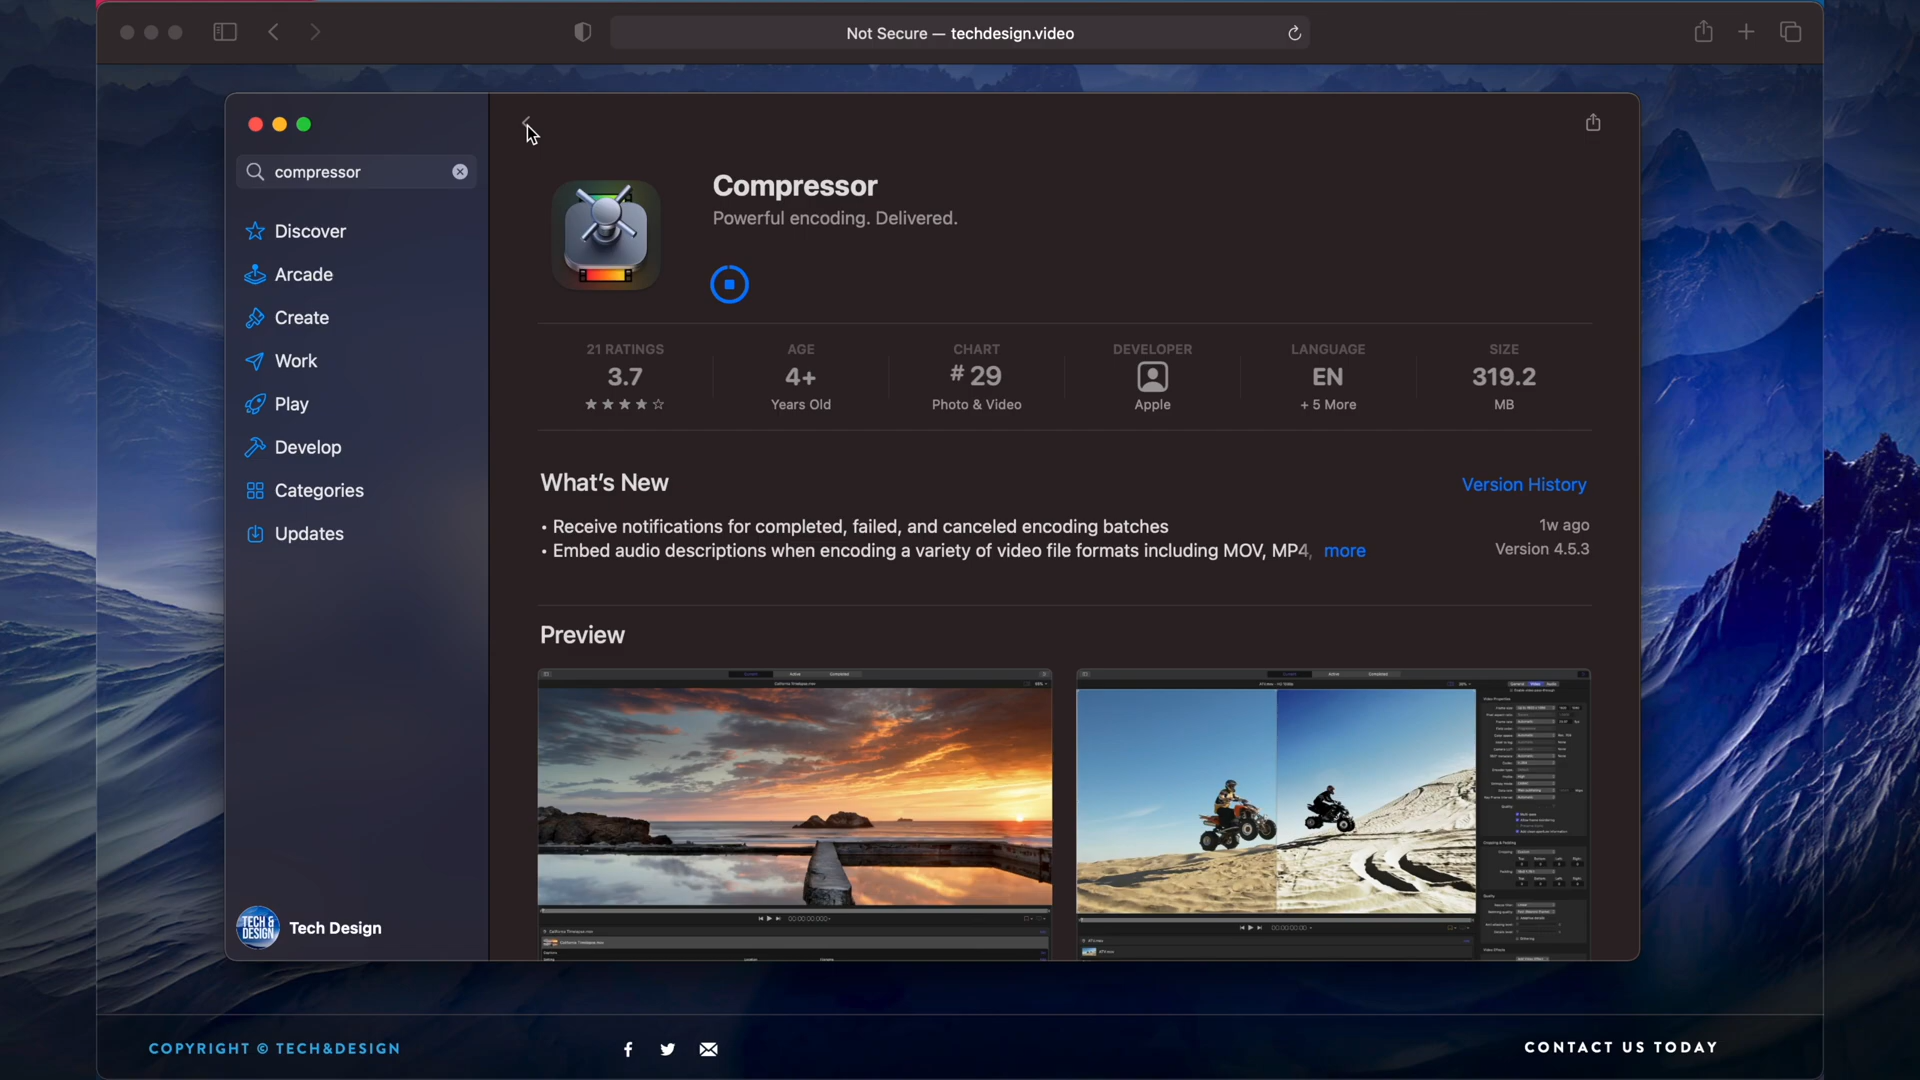 Not Secure — techdesign.video
compressor
Discover
Arcade
Create
Work
Play
Develop
Categories
Updates
TECH &
DESIGN
Tech Design
Compressor
Powerful encoding. Delivered.
21 RATINGS
3.7
AGE
4+
Years Old
CHART
# 29
Photo & Video
DEVELOPER
Apple
LANGUAGE
EN
+ 5 More
SIZE
319.2
MB
What's New
Version History
• Receive notifications for completed, failed, and canceled encoding batches
1w ago
• Embed audio descriptions when encoding a variety of video file formats including MOV, MP4, more
Version 4.5.3
Preview
COPYRIGHT © TECH&DESIGN
CONTACT US TODAY